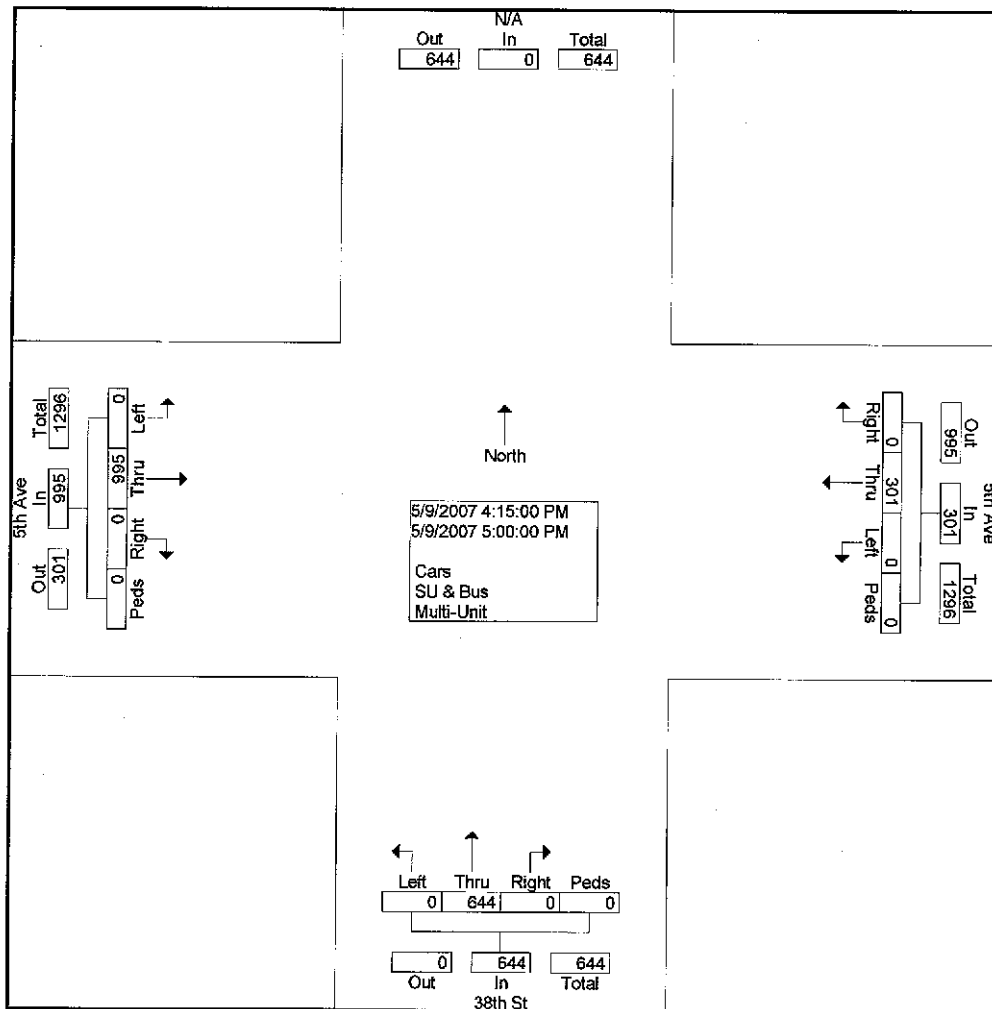 N/A
Out In Total
644 0 644
5th Ave
Total In Out
1296 995 301
0 995 0 0
Left Thru Right Peds
North
5/9/2007 4:15:00 PM
5/9/2007 5:00:00 PM
Cars
SU & Bus
Multi-Unit
Right Thru Left Peds
0 301 0 0
Out In Total
995 301 1296
5th Ave
Left Thru Right Peds
0 644 0 0
0 644 644
Out In Total
38th St